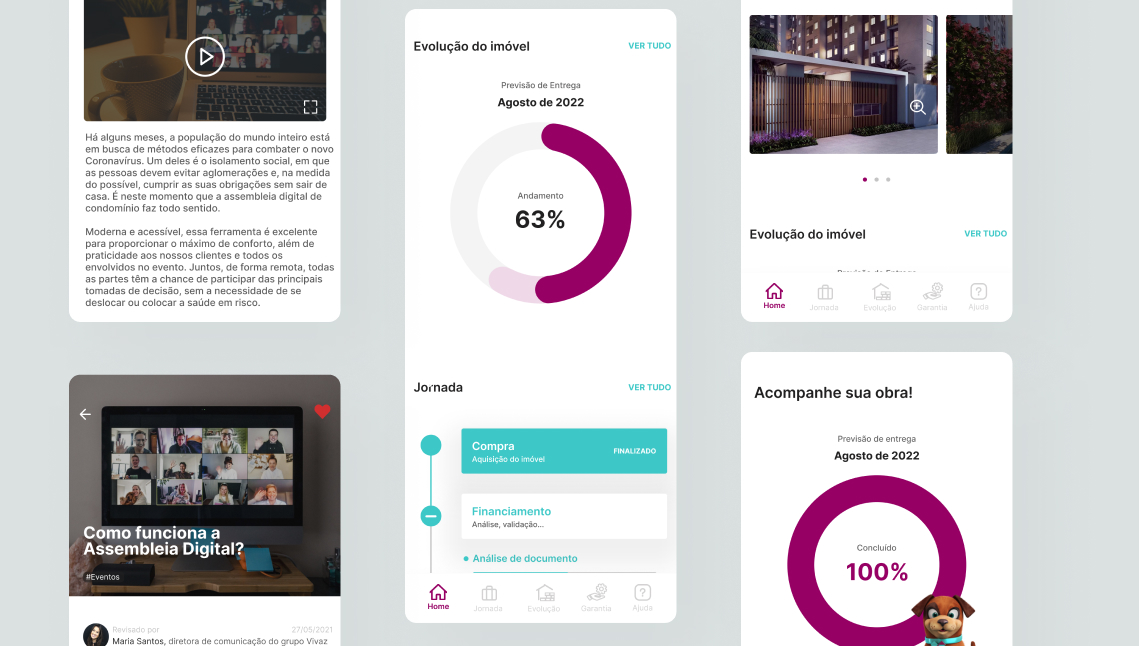 Há alguns meses, a população do mundo inteiro está
em busca de métodos eficazes para combater o novo
Coronavírus. Um deles é o isolamento social, em que
as pessoas devem evitar aglomerações e, na medida
do possível, cumprir as suas obrigações sem sair de
casa. É neste momento que a assembleia digital de
condomínio faz todo sentido.
Moderna e acessível, essa ferramenta é excelente
para proporcionar o máximo de conforto, além de
praticidade aos nossos clientes e todos os
envolvidos no evento. Juntos, de forma remota, todas
as partes têm a chance de participar das principais
tomadas de decisão, sem a necessidade de se
deslocar ou colocar a saúde em risco.
Como funciona a
Assembleia Digital?
#Eventos
Revisado por 27/05/2021
Maria Santos, diretora de comunicação do grupo Vivaz
Evolução do imóvel VER TUDO
Previsão de Entrega
Agosto de 2022
Andamento
63%
Jornada VER TUDO
Compra
Aquisição do imóvel
FINALIZADO
Financiamento
Análise, validação...
Análise de documento
Home Jornada Evolução Garantia Ajuda
Evolução do imóvel VER TUDO
Previsão de Entrega
Home Jornada Evolução Garantia Ajuda
Acompanhe sua obra!
Previsão de entrega
Agosto de 2022
Concluído
100%